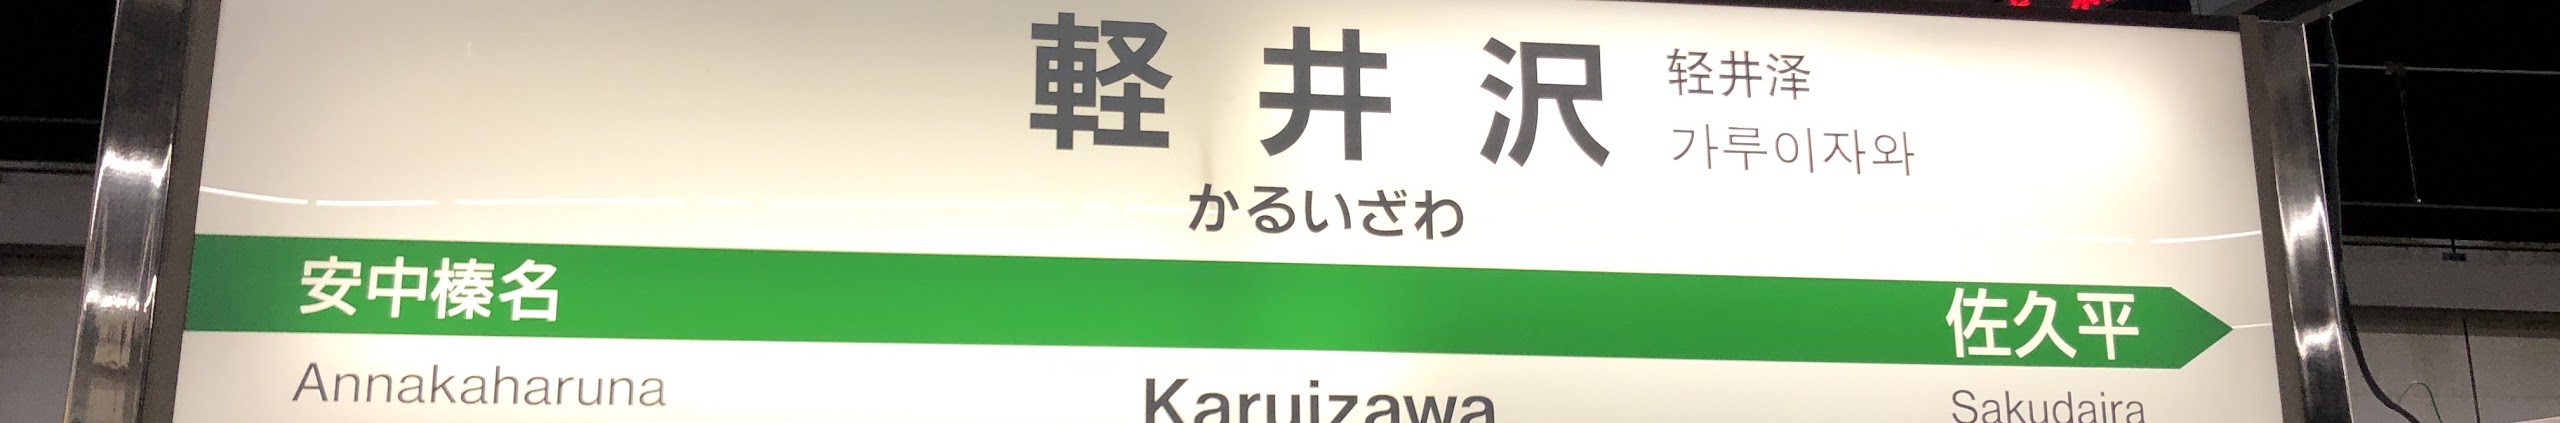 軽井沢
轻井泽
가루이자와
かるいざわ
安中榛名
佐久平
Annakaharuna
Karuizawa
Sakudaira